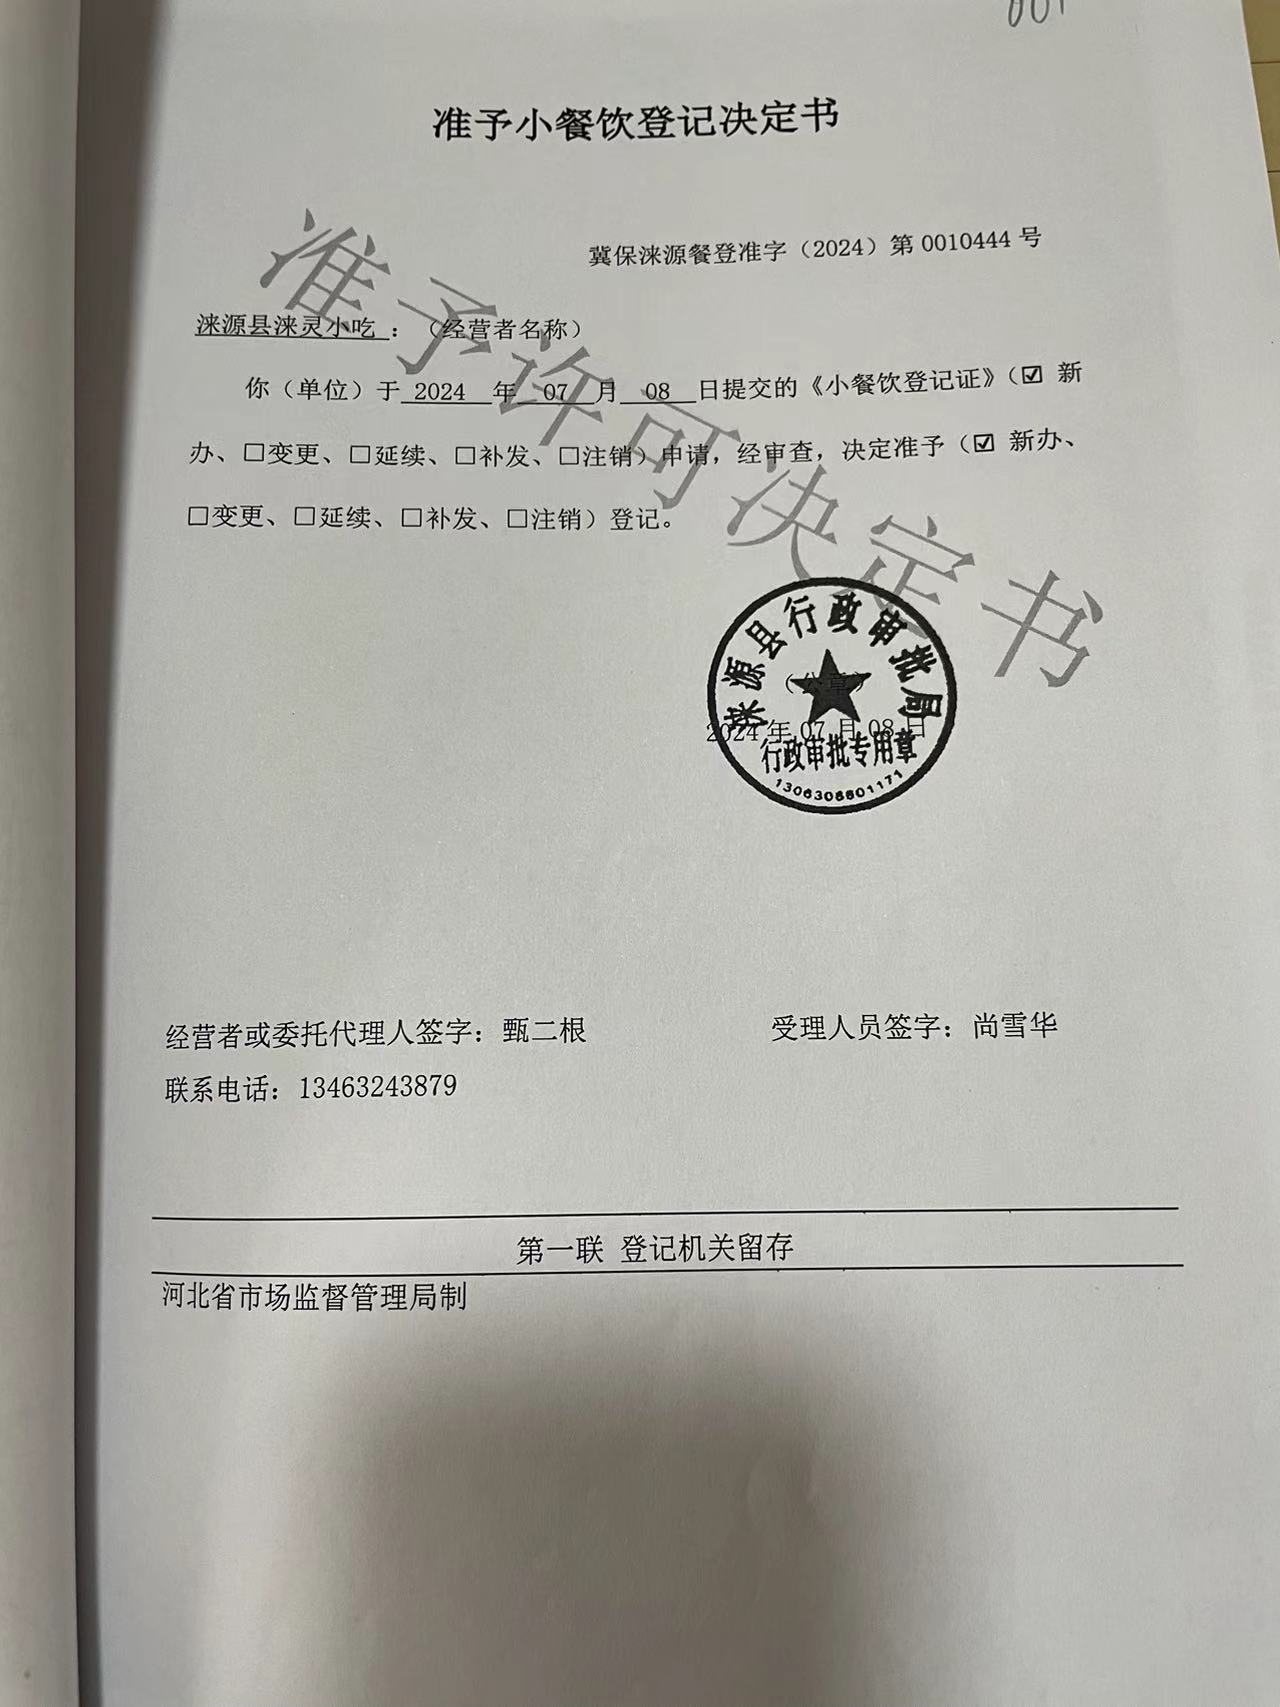 001
准予小餐饮登记决定书
冀保涞源餐登准字（2024）第 0010444 号
涞源县涞灵小吃：（经营者名称）
你（单位）于 2024 年 07 月 08 日提交的《小餐饮登记证》（☑ 新
办、□变更、□延续、□补发、□注销）申请，经审查，决定准予（☑ 新办、
□变更、□延续、□补发、□注销）登记。
准予许可决定书
涞源县行政审批局
（公章）
2024 年 07 月 08 日
行政审批专用章
1306308801171
经营者或委托代理人签字：甄二根 受理人员签字：尚雪华
联系电话：13463243879
第一联 登记机关留存
河北省市场监督管理局制